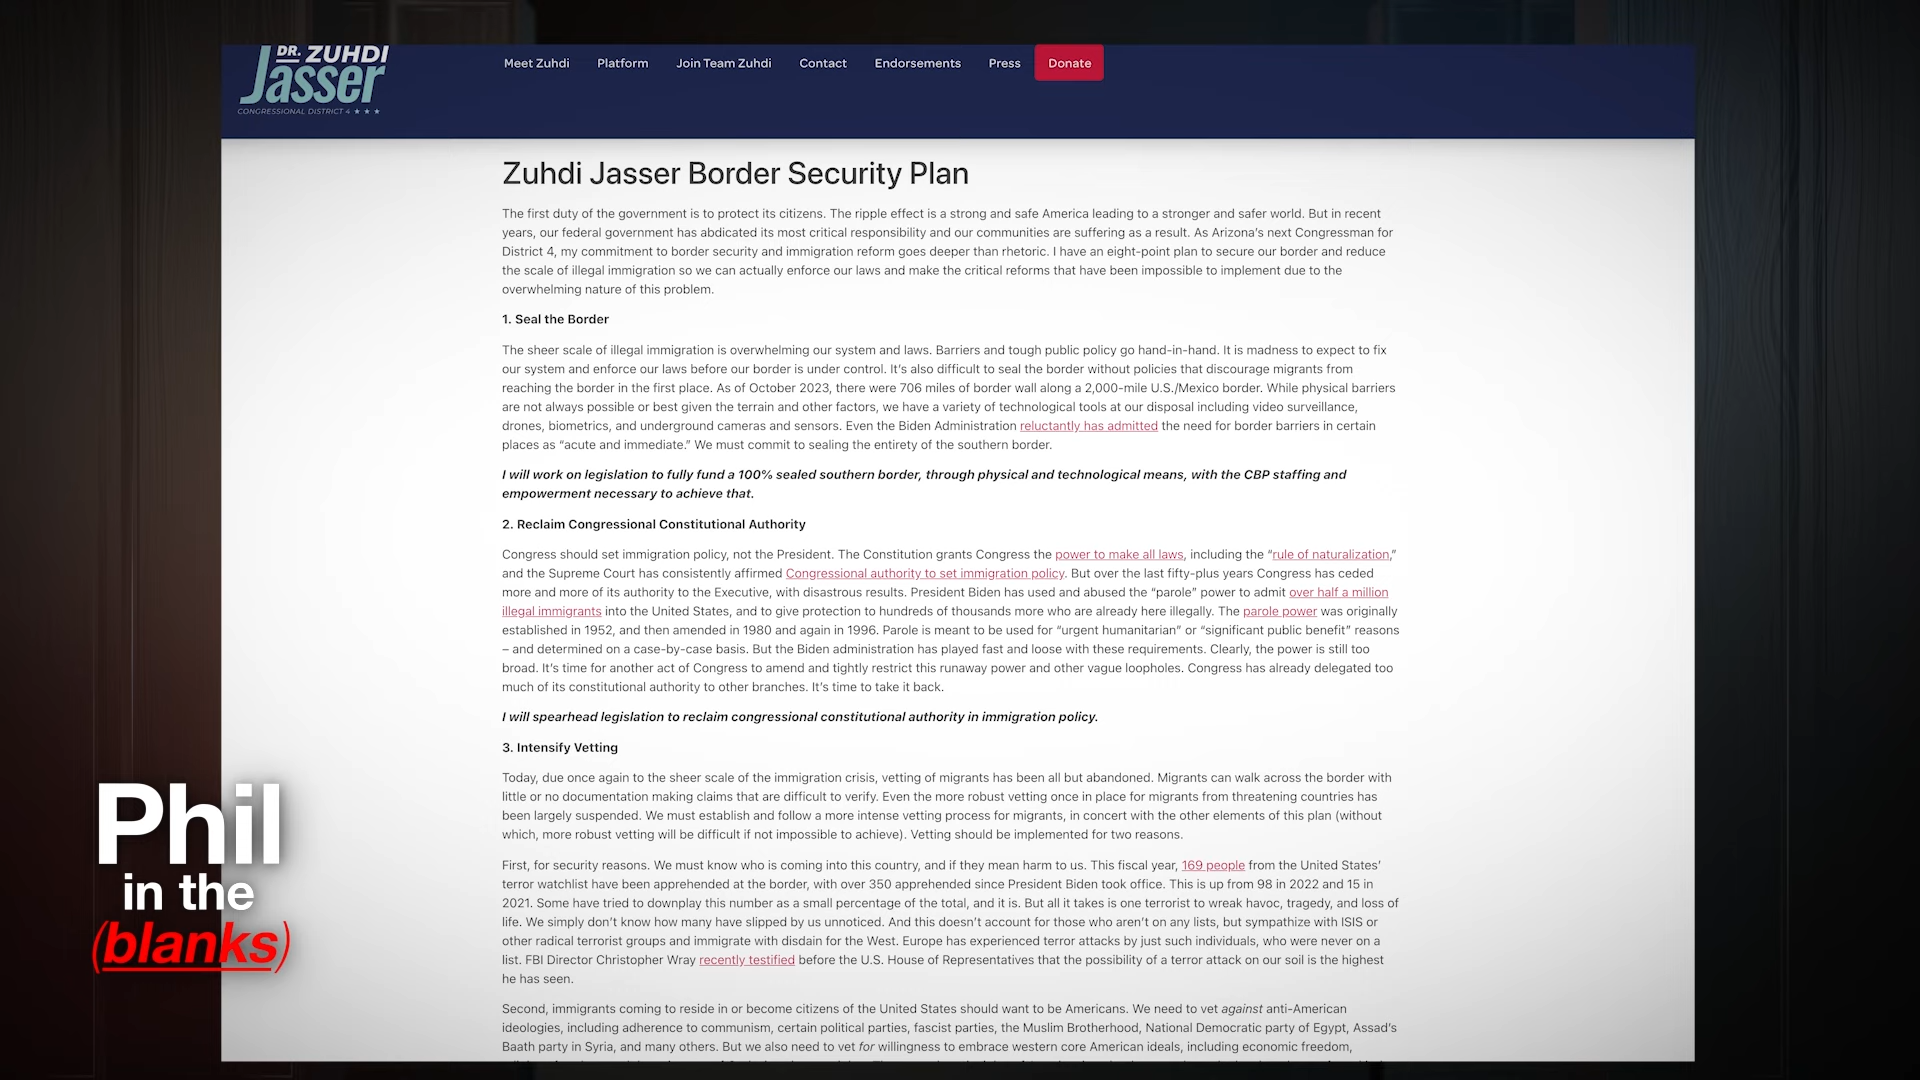 DR. ZUHDI
Jasser
CONGRESSIONAL DISTRICT 4 ★ ★ ★
Meet Zuhdi Platform Join Team Zuhdi Contact Endorsements Press Donate
Zuhdi Jasser Border Security Plan
The first duty of the government is to protect its citizens. The ripple effect is a strong and safe America leading to a stronger and safer world. But in recent
years, our federal government has abdicated its most critical responsibility and our communities are suffering as a result. As Arizona’s next Congressman for
District 4, my commitment to border security and immigration reform goes deeper than rhetoric. I have an eight-point plan to secure our border and reduce
the scale of illegal immigration so we can actually enforce our laws and make the critical reforms that have been impossible to implement due to the
overwhelming nature of this problem.
1. Seal the Border
The sheer scale of illegal immigration is overwhelming our system and laws. Barriers and tough public policy go hand-in-hand. It is madness to expect to fix
our system and enforce our laws before our border is under control. It’s also difficult to seal the border without policies that discourage migrants from
reaching the border in the first place. As of October 2023, there were 706 miles of border wall along a 2,000-mile U.S./Mexico border. While physical barriers
are not always possible or best given the terrain and other factors, we have a variety of technological tools at our disposal including video surveillance,
drones, biometrics, and underground cameras and sensors. Even the Biden Administration reluctantly has admitted the need for border barriers in certain
places as “acute and immediate.” We must commit to sealing the entirety of the southern border.
I will work on legislation to fully fund a 100% sealed southern border, through physical and technological means, with the CBP staffing and
empowerment necessary to achieve that.
2. Reclaim Congressional Constitutional Authority
Congress should set immigration policy, not the President. The Constitution grants Congress the power to make all laws, including the “rule of naturalization,”
and the Supreme Court has consistently affirmed Congressional authority to set immigration policy. But over the last fifty-plus years Congress has ceded
more and more of its authority to the Executive, with disastrous results. President Biden has used and abused the “parole” power to admit over half a million
illegal immigrants into the United States, and to give protection to hundreds of thousands more who are already here illegally. The parole power was originally
established in 1952, and then amended in 1980 and again in 1996. Parole is meant to be used for “urgent humanitarian” or “significant public benefit” reasons
– and determined on a case-by-case basis. But the Biden administration has played fast and loose with these requirements. Clearly, the power is still too
broad. It’s time for another act of Congress to amend and tightly restrict this runaway power and other vague loopholes. Congress has already delegated too
much of its constitutional authority to other branches. It’s time to take it back.
I will spearhead legislation to reclaim congressional constitutional authority in immigration policy.
3. Intensify Vetting
Today, due once again to the sheer scale of the immigration crisis, vetting of migrants has been all but abandoned. Migrants can walk across the border with
little or no documentation making claims that are difficult to verify. Even the more robust vetting once in place for migrants from threatening countries has
been largely suspended. We must establish and follow a more intense vetting process for migrants, in concert with the other elements of this plan (without
which, more robust vetting will be difficult if not impossible to achieve). Vetting should be implemented for two reasons.
First, for security reasons. We must know who is coming into this country, and if they mean harm to us. This fiscal year, 169 people from the United States’
terror watchlist have been apprehended at the border, with over 350 apprehended since President Biden took office. This is up from 98 in 2022 and 15 in
2021. Some have tried to downplay this number as a small percentage of the total, and it is. But all it takes is one terrorist to wreak havoc, tragedy, and loss of
life. We simply don’t know how many have slipped by us unnoticed. And this doesn’t account for those who aren’t on any lists, but sympathize with ISIS or
other radical terrorist groups and immigrate with disdain for the West. Europe has experienced terror attacks by just such individuals, who were never on a
list. FBI Director Christopher Wray recently testified before the U.S. House of Representatives that the possibility of a terror attack on our soil is the highest
he has seen.
Second, immigrants coming to reside in or become citizens of the United States should want to be Americans. We need to vet against anti-American
ideologies, including adherence to communism, certain political parties, fascist parties, the Muslim Brotherhood, National Democratic party of Egypt, Assad’s
Baath party in Syria, and many others. But we also need to vet for willingness to embrace western core American ideals, including economic freedom,
Phil
in the
(blanks)